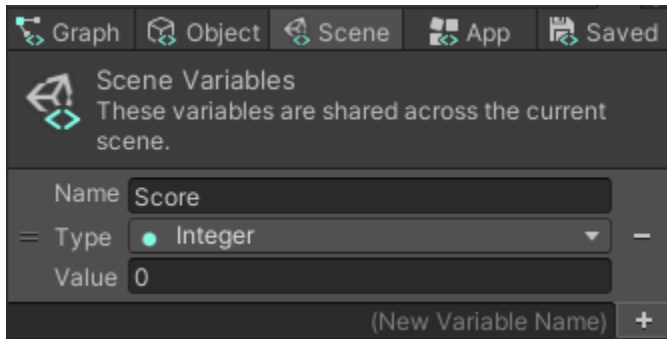 Graph Object Scene App Saved
Scene Variables
These variables are shared across the current
scene.
Name Score
Type Integer
Value 0
(New Variable Name) +